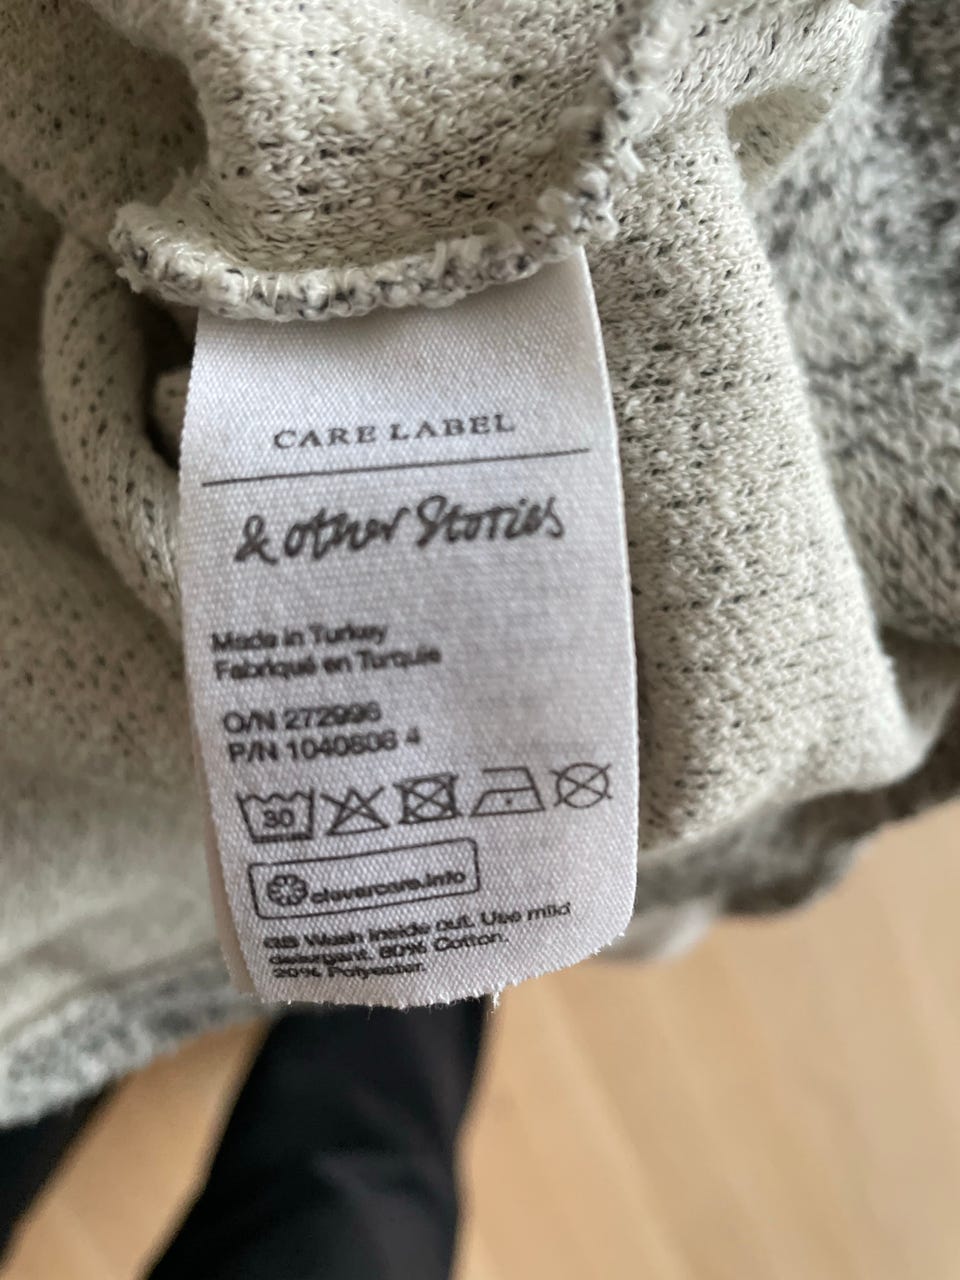 CARE LABEL
& other Stories
Made in Turkey
Fabriqué en Turquie
O/N 272996
P/N 1040806 4
30
clevercare.info
GB Wash inside out. Use mild
detergent. 80% Cotton.
20% Polyester.